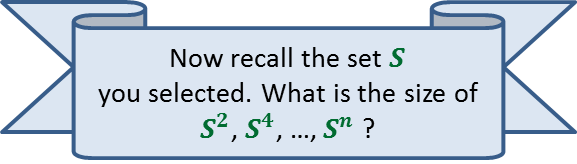 Now recall the set S
you selected. What is the size of
S², S⁴, ..., Sⁿ ?